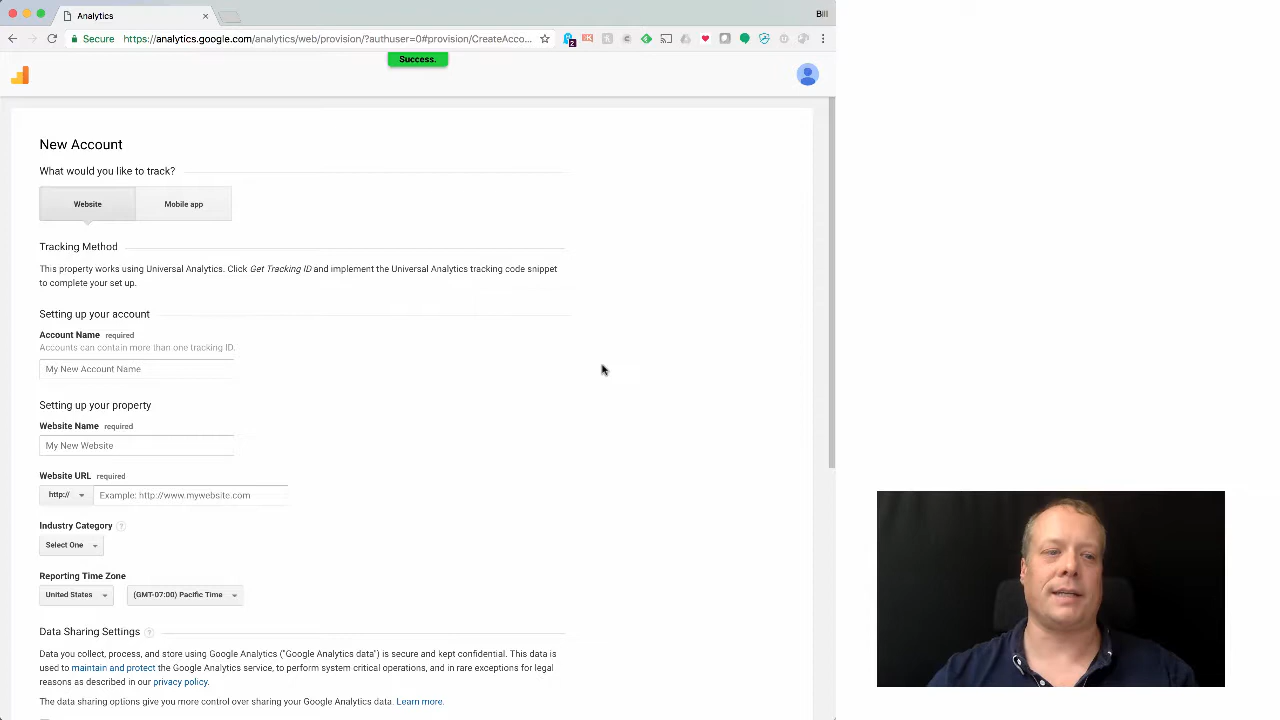 Analytics
Bill
Secure https://analytics.google.com/analytics/web/provision/?authuser=0#provision/CreateAcco...
2
Success.
New Account
What would you like to track?
Website
Mobile app
Tracking Method
This property works using Universal Analytics. Click Get Tracking ID and implement the Universal Analytics tracking code snippet
to complete your set up.
Setting up your account
Account Name required
Accounts can contain more than one tracking ID.
My New Account Name
Setting up your property
Website Name required
My New Website
Website URL required
http://
Example: http://www.mywebsite.com
Industry Category ?
Select One
Reporting Time Zone
United States
(GMT-07:00) Pacific Time
Data Sharing Settings ?
Data you collect, process, and store using Google Analytics ("Google Analytics data") is secure and kept confidential. This data is
used to maintain and protect the Google Analytics service, to perform system critical operations, and in rare exceptions for legal
reasons as described in our privacy policy.
The data sharing options give you more control over sharing your Google Analytics data. Learn more.